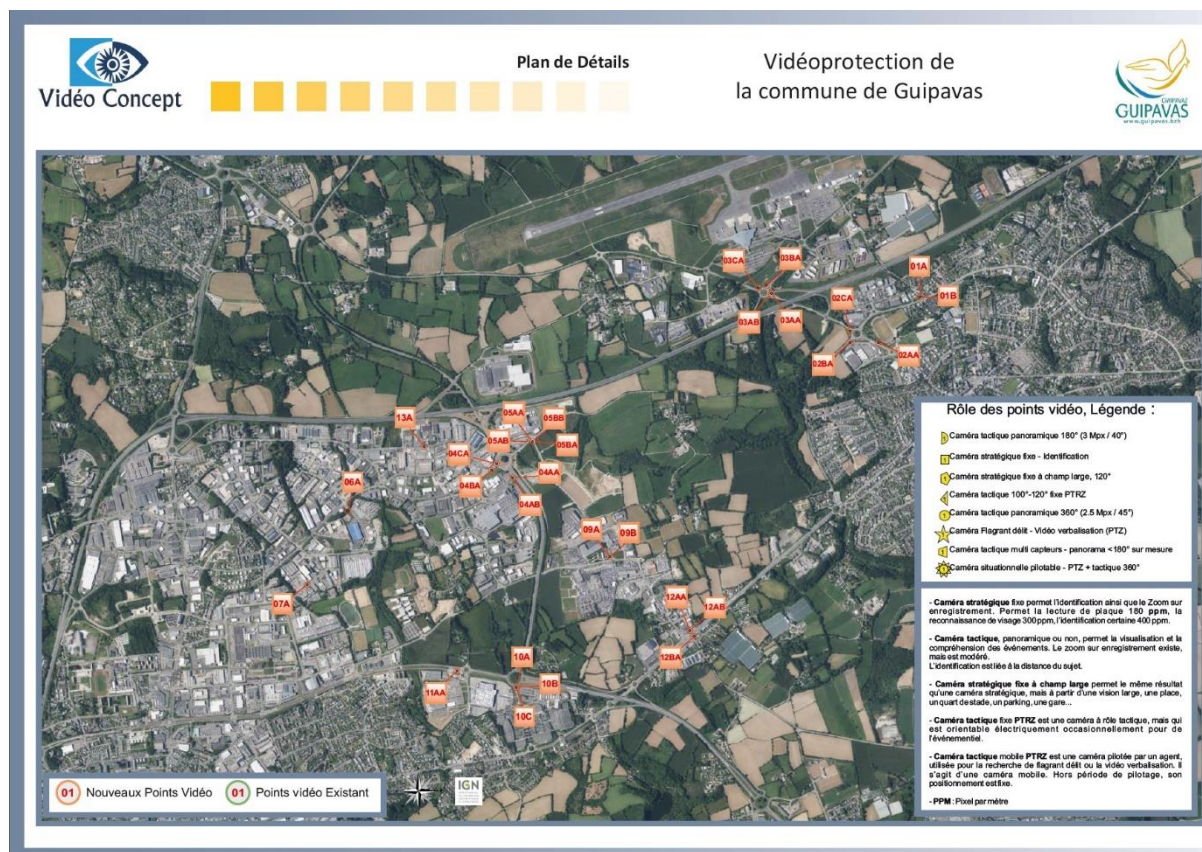 Vidéo Concept
Plan de Détails
Vidéoprotection de
la commune de Guipavas
GUIPAVAS
GUIPAVAS
www.guipavas.bzh
03CA
03BA
01A
01B
02CA
03AB
03AA
02BA
02AA
13A
05AA
05BB
05AB
05BA
04CA
04AA
04BA
04AB
06A
09A
09B
07A
12AA
12AB
12BA
10A
11AA
10B
10C
Rôle des points vidéo, Légende :
Caméra tactique panoramique 180° (3 Mpx / 40°)
Caméra stratégique fixe - Identification
Caméra stratégique fixe à champ large, 120°
Caméra tactique 100°-120° fixe PTRZ
Caméra tactique panoramique 360° (2.5 Mpx / 45°)
Caméra Flagrant délit - Vidéo verbalisation (PTZ)
Caméra tactique multi capteurs - panorama <180° sur mesure
Caméra situationnelle pilotable - PTZ + tactique 360°
- Caméra stratégique fixe permet l'Identification ainsi que le Zoom sur
enregistrement. Permet la lecture de plaque 180 ppm, la
reconnaissance de visage 300ppm, l'identification certaine 400 ppm.
- Caméra tactique, panoramique ou non, permet la visualisation et la
compréhension des événements. Le zoom sur enregistrement existe,
mais est modéré.
L'identification est liée à la distance du sujet.
- Caméra stratégique fixe à champ large permet le même résultat
qu'une caméra stratégique, mais à partir d'une vision large, une place,
un quart de stade, un parking, une gare...
- Caméra tactique fixe PTRZ est une caméra à rôle tactique, mais qui
est orientable électriquement occasionnellement pour de
l'événementiel.
- Caméra tactique mobile PTRZ est une caméra pilotée par un agent,
utilisée pour la recherche de flagrant délit ou la vidéo verbalisation. Il
s'agit d'une caméra mobile. Hors période de pilotage, son
positionnement est fixe.
- PPM : Pixel par mètre
01 Nouveaux Points Vidéo
01 Points vidéo Existant
IGN